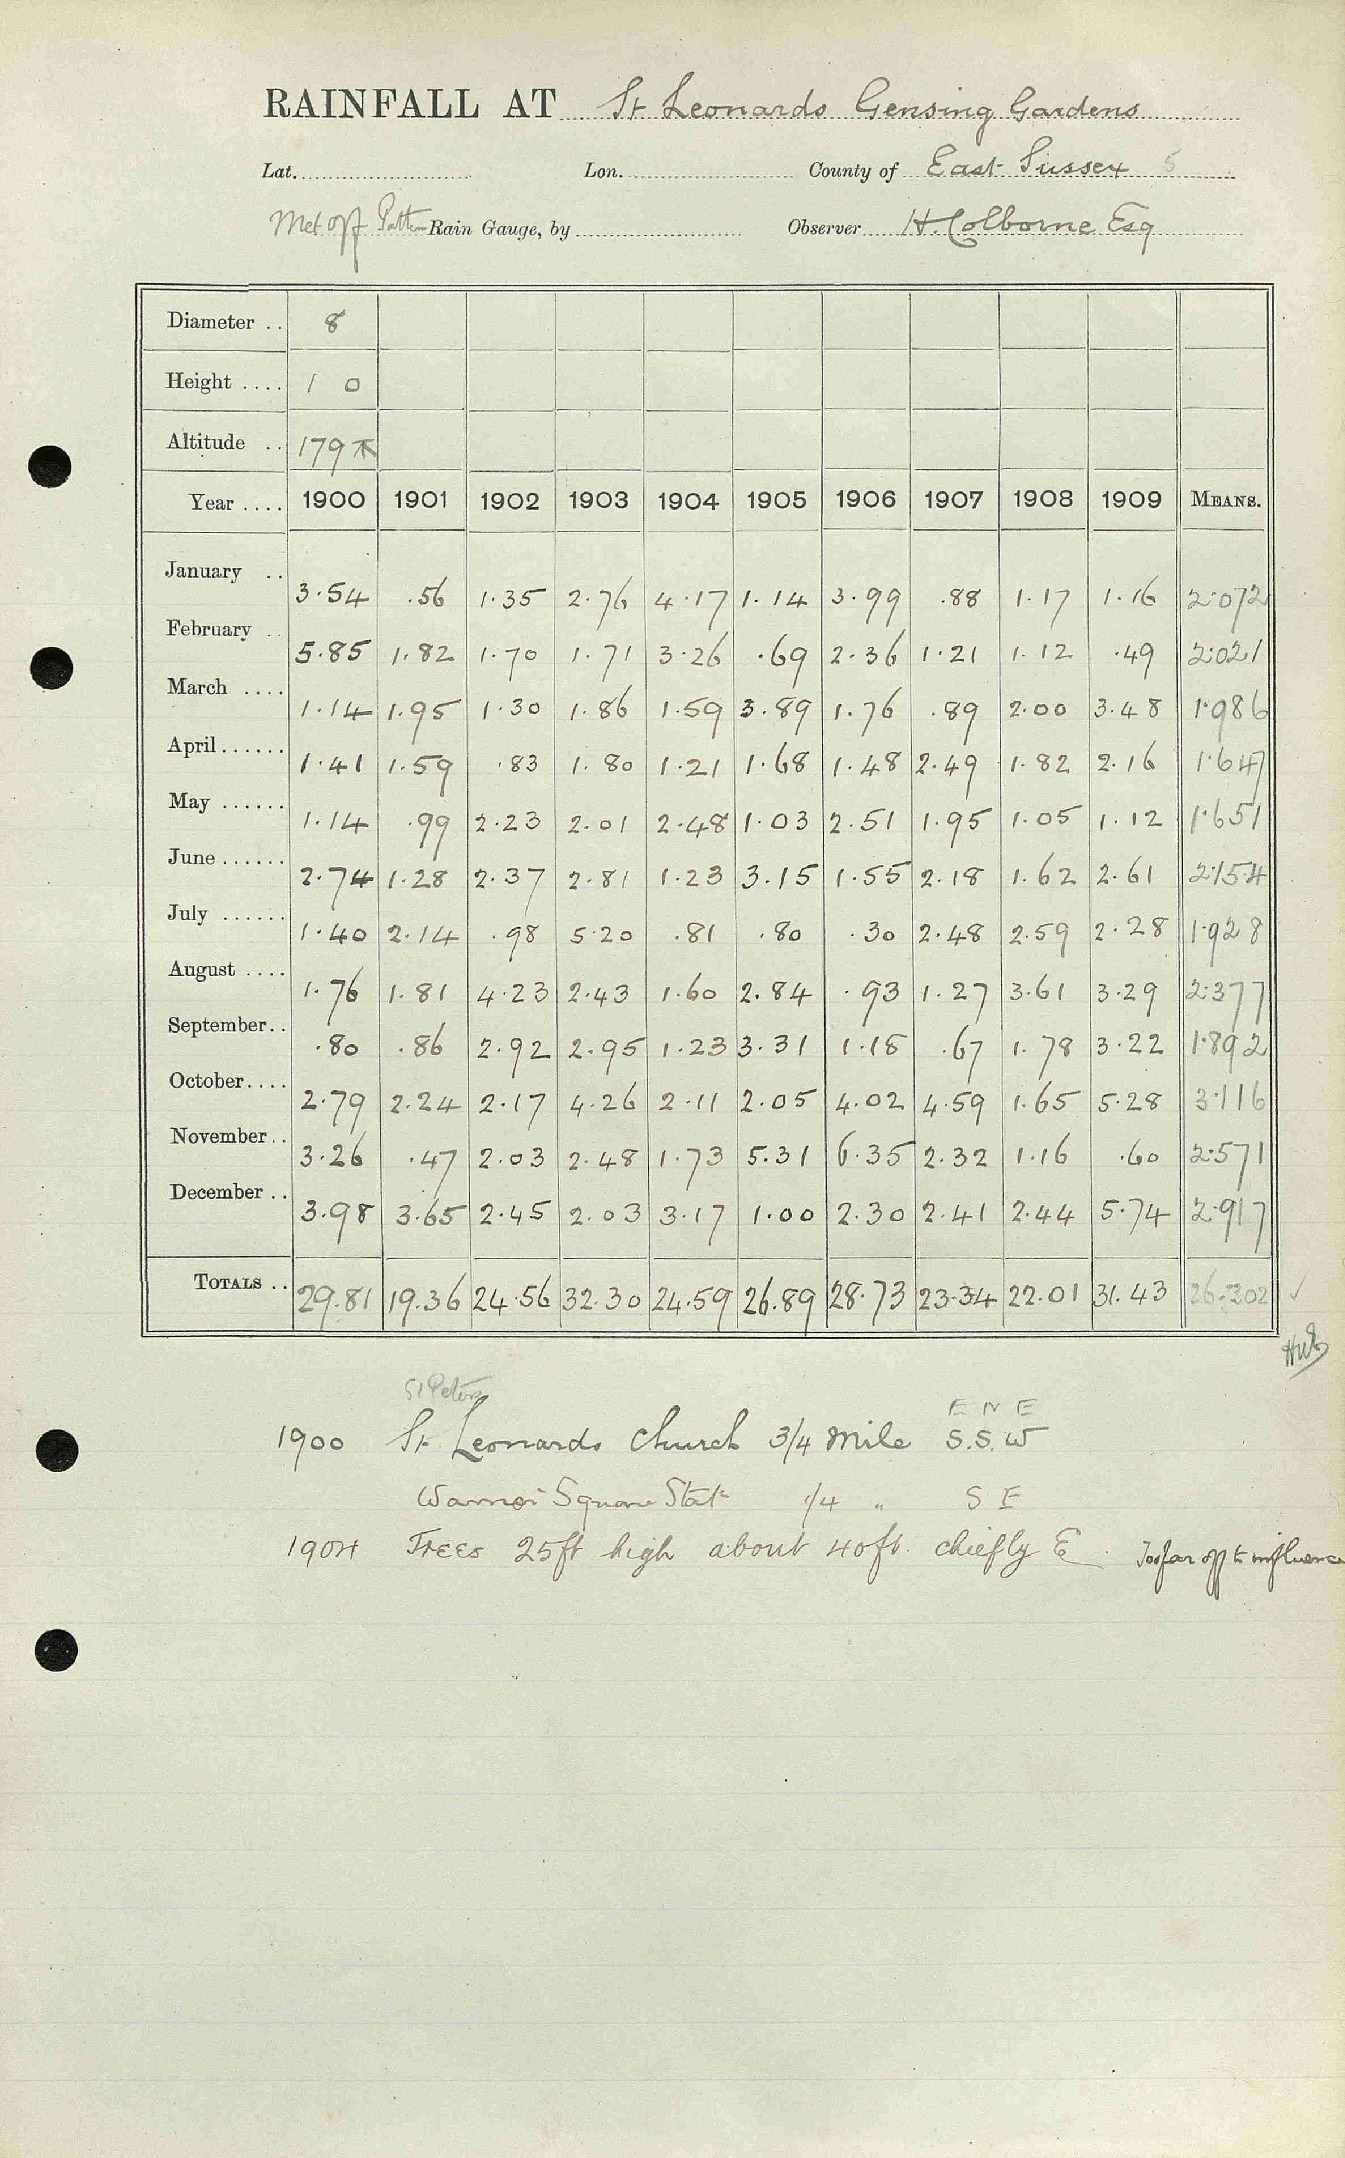 RAINFALL AT St Leonards Gensing Gardens
Lat. Lon. County of East Sussex 5
Met Off Pattern Rain Gauge, by Observer H. Colborne Esq
Diameter .. 8
Height .... 1 0
Altitude .. 179
Year .... 1900 1901 1902 1903 1904 1905 1906 1907 1908 1909 MEANS.
January .. 3.54 .56 1.35 2.76 4.17 1.14 3.99 .88 1.17 1.16 2.072
February .. 5.85 1.82 1.70 1.71 3.26 .69 2.36 1.21 1.12 .49 2.021
March .... 1.14 1.95 1.30 1.86 1.59 3.89 1.76 .89 2.00 3.48 1.986
April...... 1.41 1.59 .83 1.80 1.21 1.68 1.48 2.49 1.82 2.16 1.647
May ...... 1.14 .99 2.23 2.01 2.48 1.03 2.51 1.95 1.05 1.12 1.651
June...... 2.74 1.28 2.37 2.81 1.23 3.15 1.55 2.18 1.62 2.61 2.154
July ...... 1.40 2.14 .98 5.20 .81 .80 .30 2.48 2.59 2.28 1.928
August .... 1.76 1.81 4.23 2.43 1.60 2.84 .93 1.27 3.61 3.29 2.377
September.. .80 .86 2.92 2.95 1.23 3.31 1.18 .67 1.78 3.22 1.892
October.... 2.79 2.24 2.17 4.26 2.11 2.05 4.02 4.59 1.65 5.28 3.116
November.. 3.26 .47 2.03 2.48 1.73 5.31 6.35 2.32 1.16 .60 2.571
December .. 3.98 3.65 2.45 2.03 3.17 1.00 2.30 2.41 2.44 5.74 2.917
TOTALS .. 29.81 19.36 24.56 32.30 24.59 26.89 28.73 23.34 22.01 31.43 26.302 ✓
St Peters E N E
1900 St Leonards Church 3/4 Mile S.S.W
Warrior Square Statn 1/4 " S E
1904 Trees 25ft high about 40ft. chiefly E. Too far off to influence